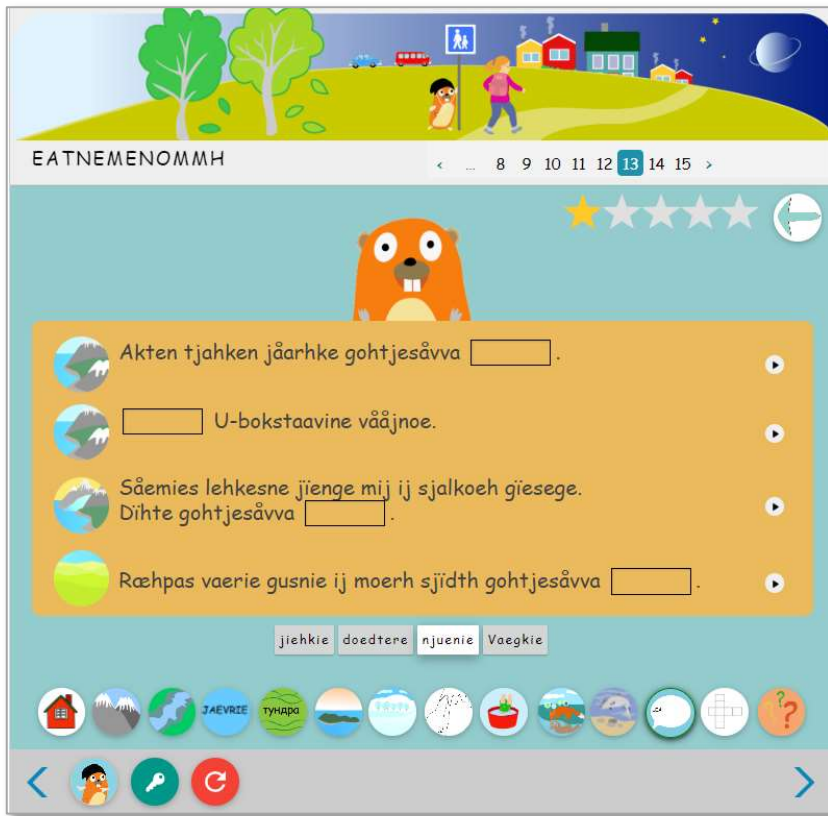 EATNEMENOMMH
‹ ... 8 9 10 11 12 13 14 15 ›
Akten tjahken jåarhke gohtjesåvva .
U-bokstaavine vååjnoe.
Såemies lehkesne jïenge mij ij sjalkoeh gïesege.
Dïhte gohtjesåvva .
Ræhpas vaerie gusnie ij moerh sjïdth gohtjesåvva .
jiehkie doedtere njuenie Vaegkie
JAEVRIE тундра ? ?